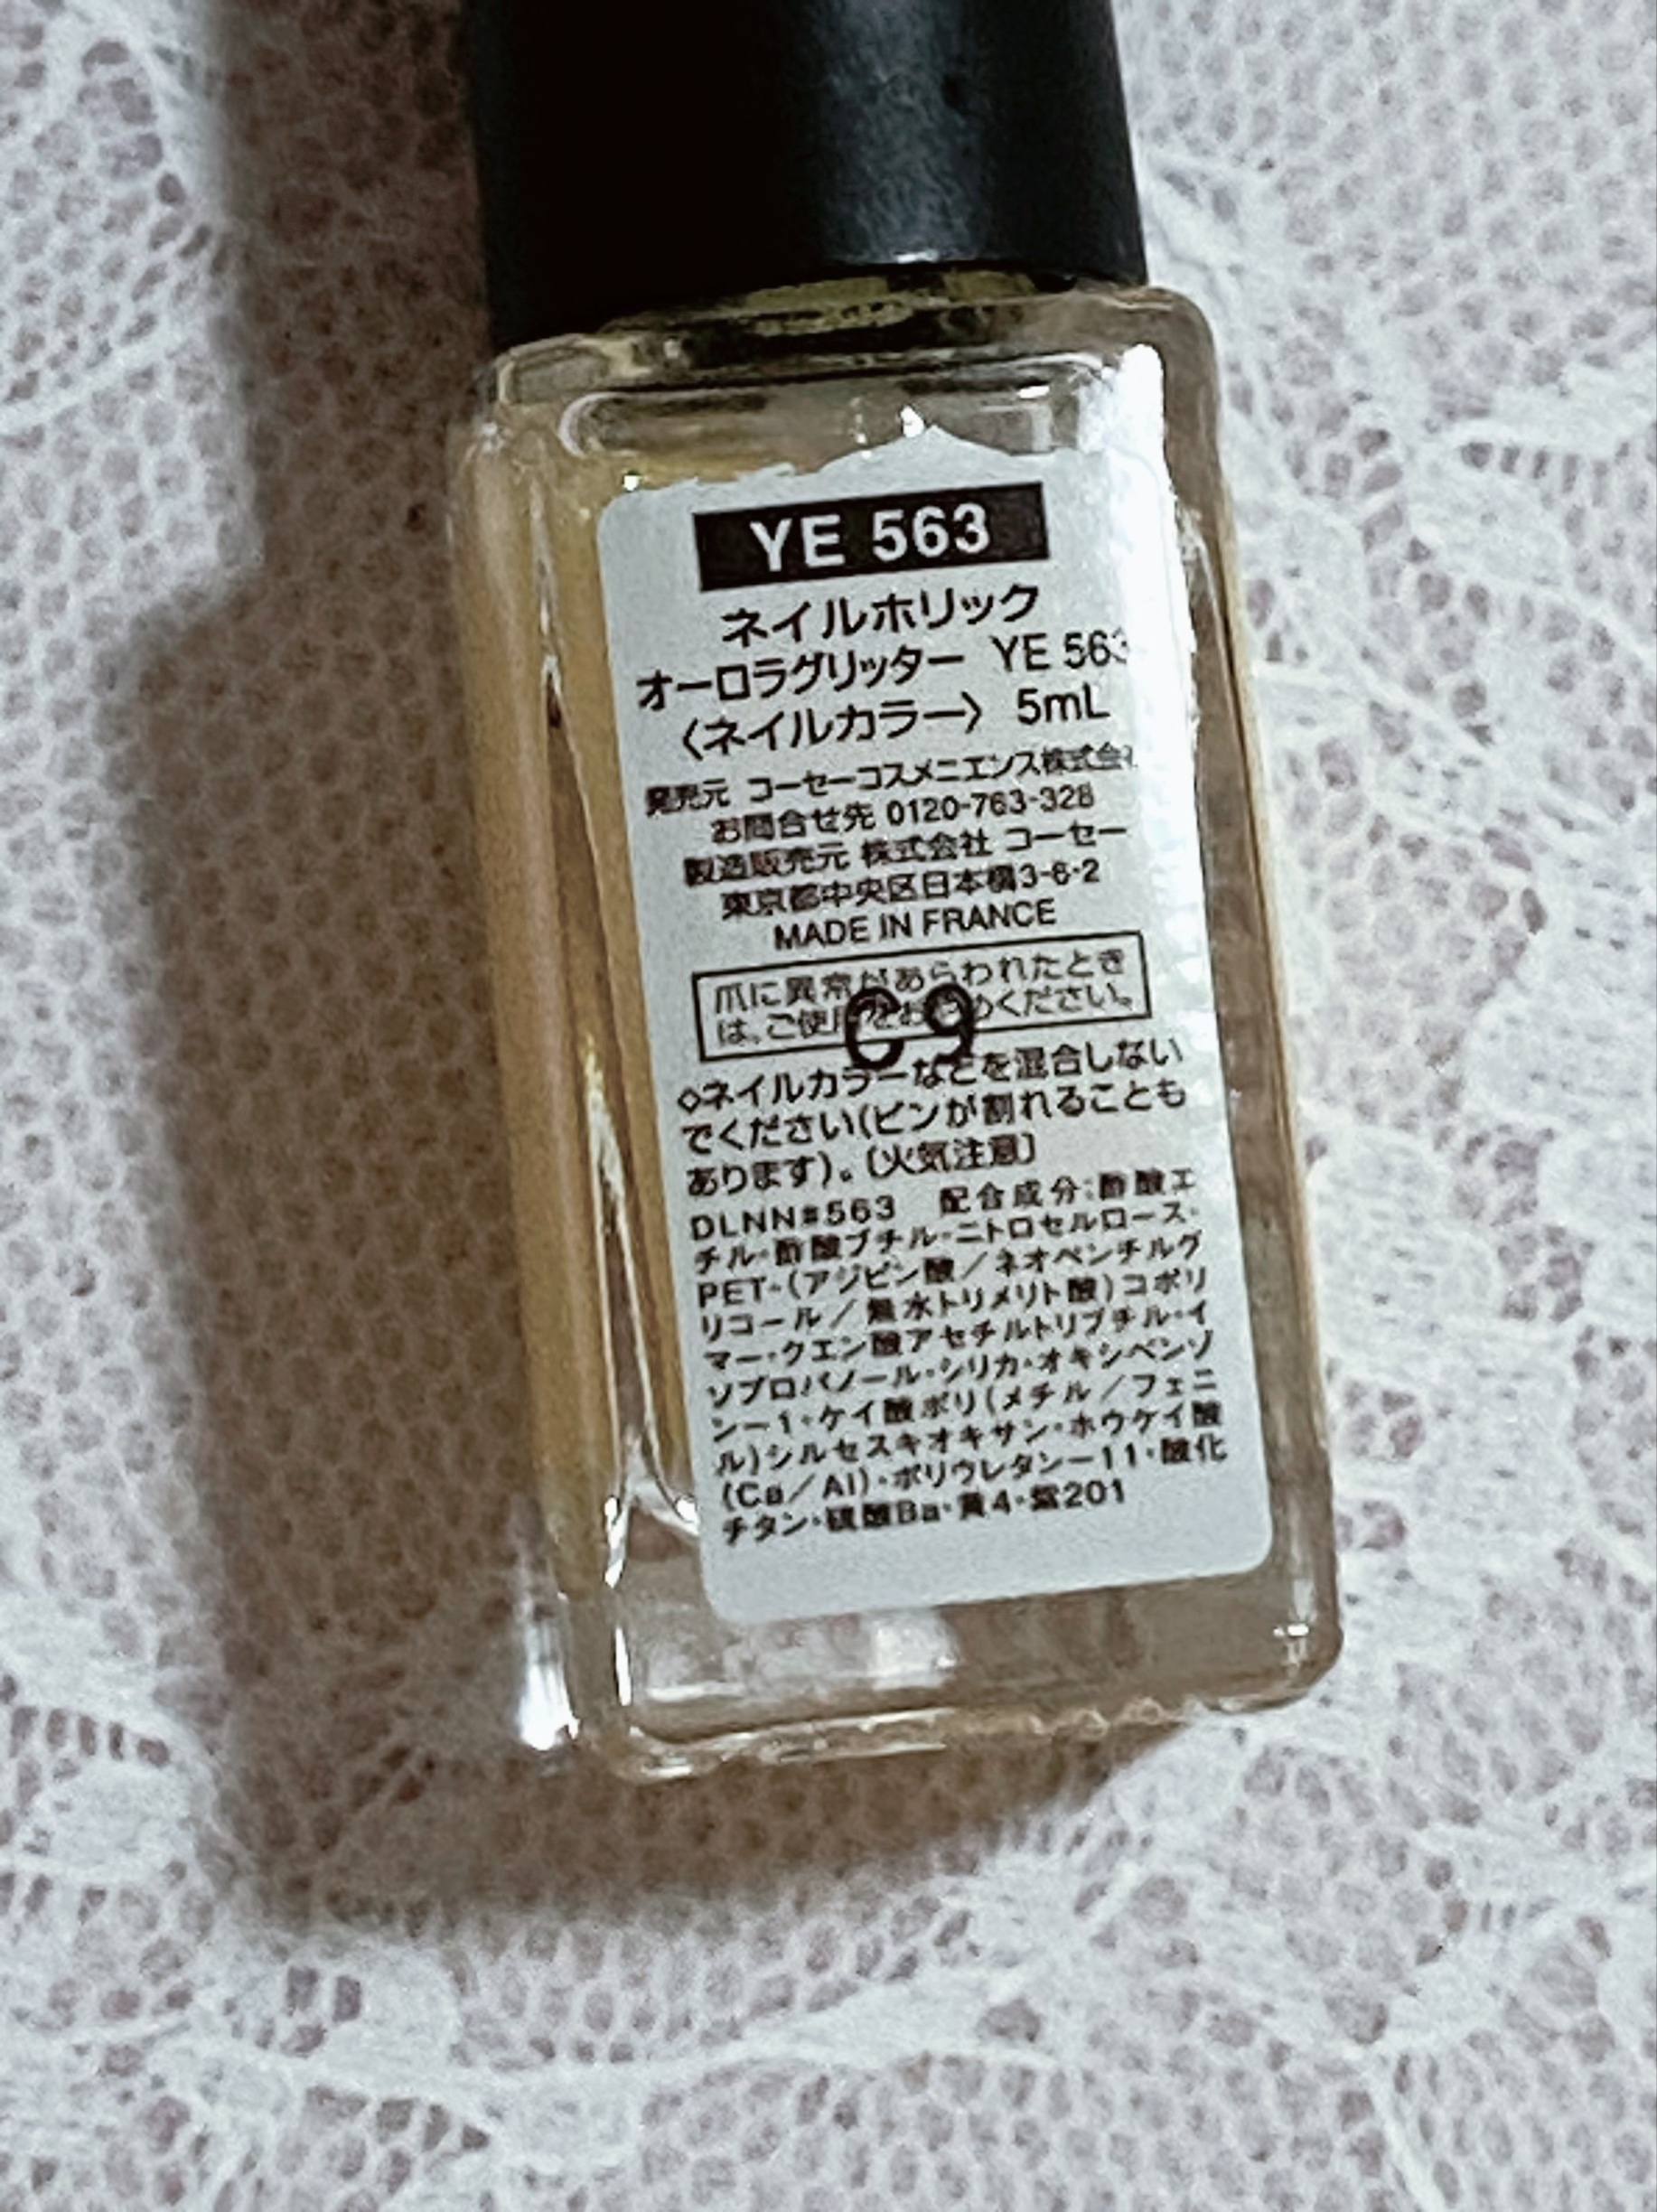 YE 563
ネイルホリック
オーロラグリッター YE 563
〈ネイルカラー〉 5mL
発売元 コーセーコスメニエンス株式会社
お問合せ先 0120-763-328
製造販売元 株式会社 コーセー
東京都中央区日本橋3-6-2
MADE IN FRANCE
爪に異常があらわれたとき
は、ご使用をおやめください。
C9
◇ネイルカラーなどを混合しない
でください(ビンが割れることも
あります)。〔火気注意〕
DLNN#563 配合成分:酢酸エ
チル・酢酸ブチル・ニトロセルロース・
PET・(アジピン酸/ネオペンチルグ
リコール/無水トリメリト酸)コポリ
マー・クエン酸アセチルトリブチル・イ
ソプロパノール・シリカ・オキシベンゾ
ン-1・ケイ酸ポリ(メチル/フェニ
ル)シルセスキオキサン・ホウケイ酸
(Ca/Al)・ポリウレタン-11・酸化
チタン・硫酸Ba・黄4・紫201